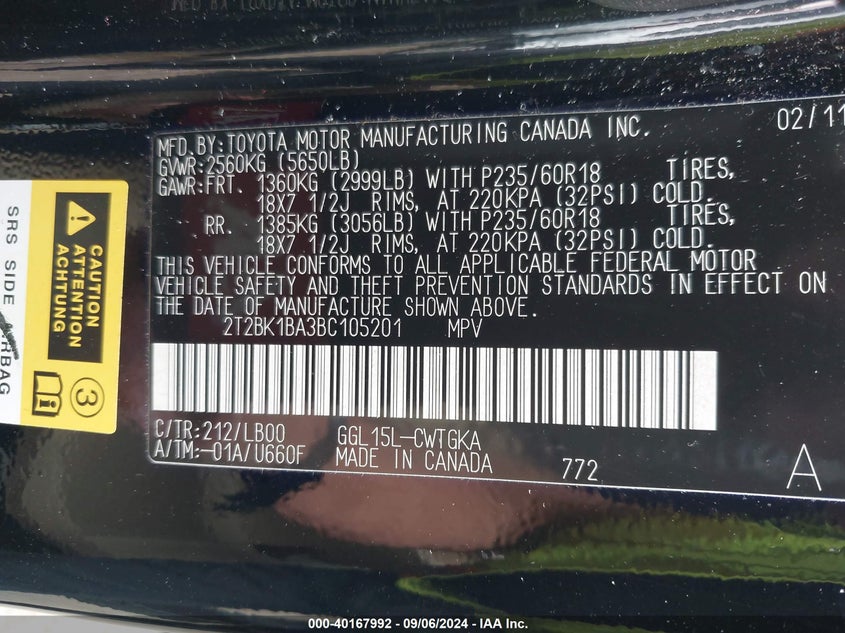 MFD. BY: TOYOTA MOTOR MANUFACTURING CANADA INC. 02/11
GVWR: 2560KG (5650LB)
GAWR: FRT. 1360KG (2999LB) WITH P235/60R18 TIRES,
18X7 1/2J RIMS, AT 220KPA (32PSI) COLD.
RR. 1385KG (3056LB) WITH P235/60R18 TIRES,
18X7 1/2J RIMS, AT 220KPA (32PSI) COLD.
THIS VEHICLE CONFORMS TO ALL APPLICABLE FEDERAL MOTOR
VEHICLE SAFETY AND THEFT PREVENTION STANDARDS IN EFFECT ON
THE DATE OF MANUFACTURE SHOWN ABOVE.
2T2BK1BA3BC105201 MPV
C/TR: 212/LB00 GGL15L-CWTGKA
A/TM: -01A/U660F MADE IN CANADA 772 A
CAUTION
ATTENTION
ACHTUNG
3
SRS SIDE
000-40167992 - 09/06/2024 - IAA Inc.